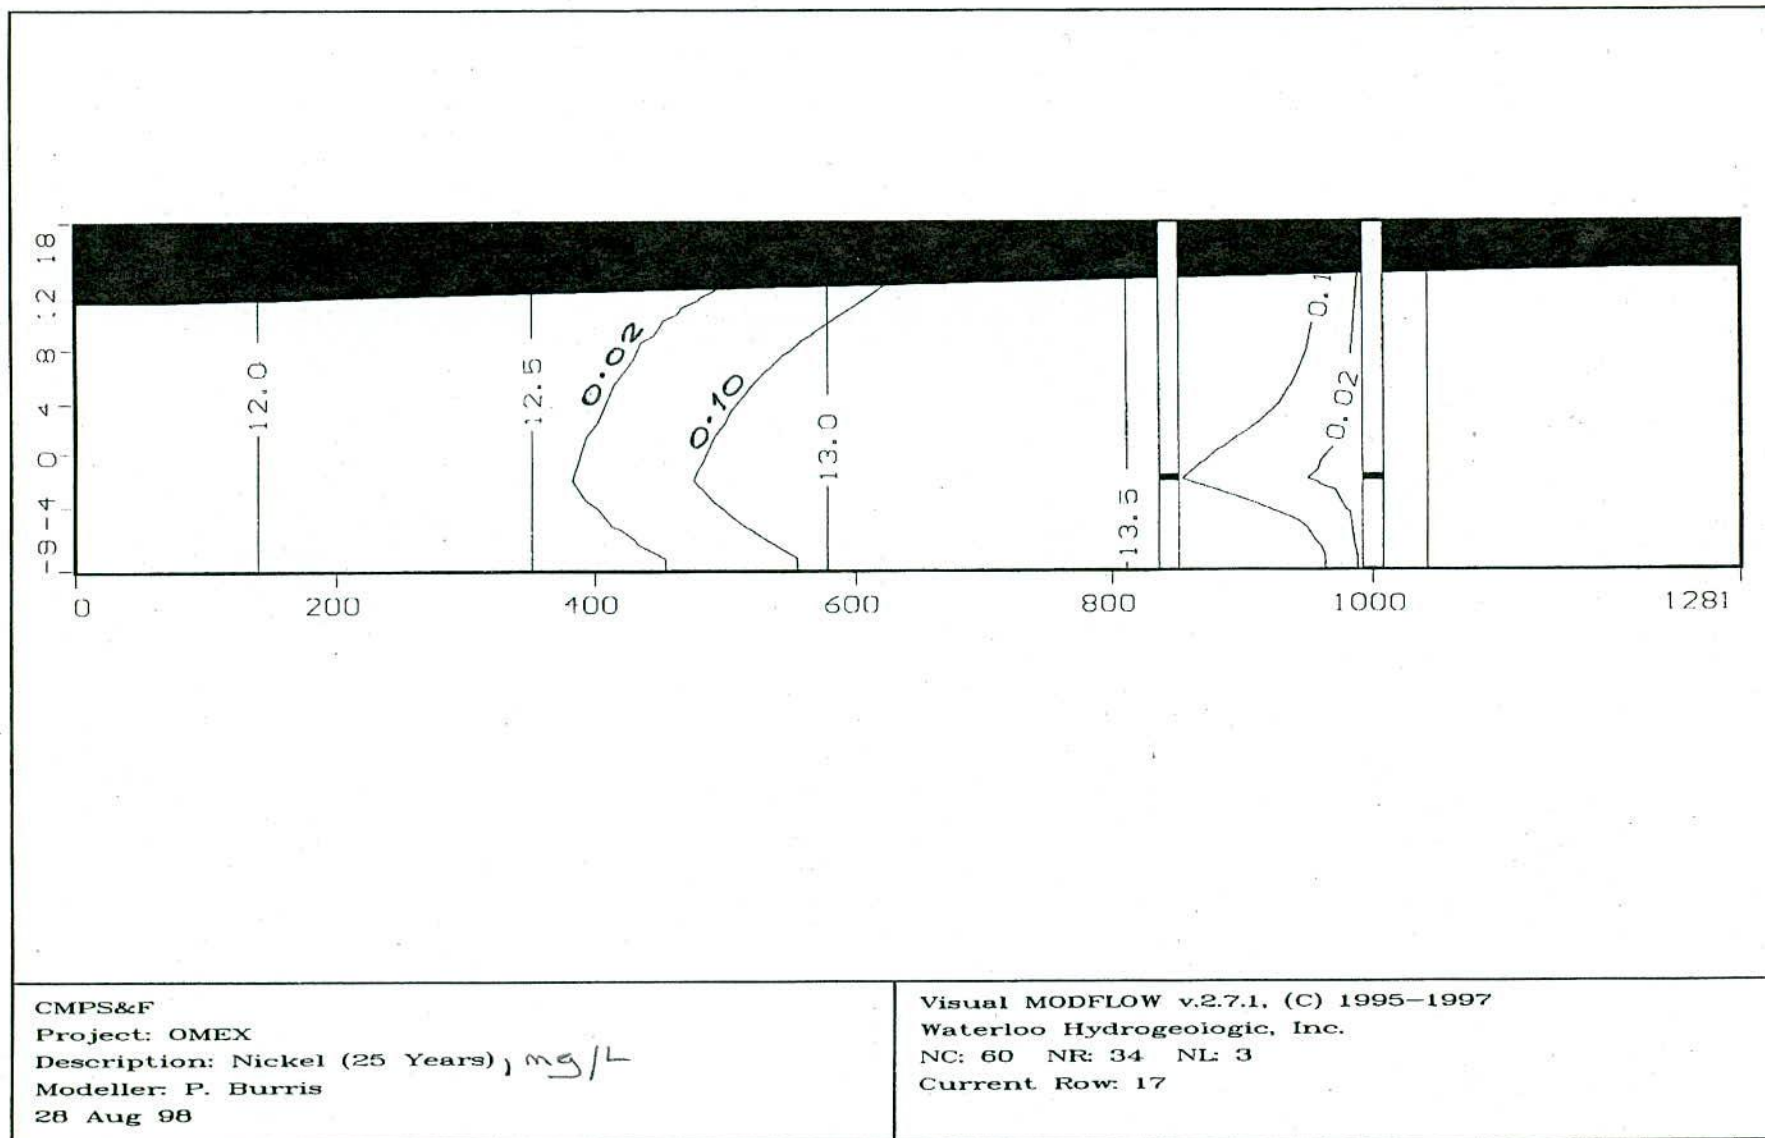 18
12
8
4
0
-4
-9
12.0
12.5
0.02
0.10
13.0
13.5
0.1
0.02
0 200 400 600 800 1000 1281
CMPS&F
Project: OMEX
Description: Nickel (25 Years), mg/L
Modeller: P. Burris
28 Aug 98
Visual MODFLOW v.2.7.1, (C) 1995-1997
Waterloo Hydrogeologic, Inc.
NC: 60 NR: 34 NL: 3
Current Row: 17